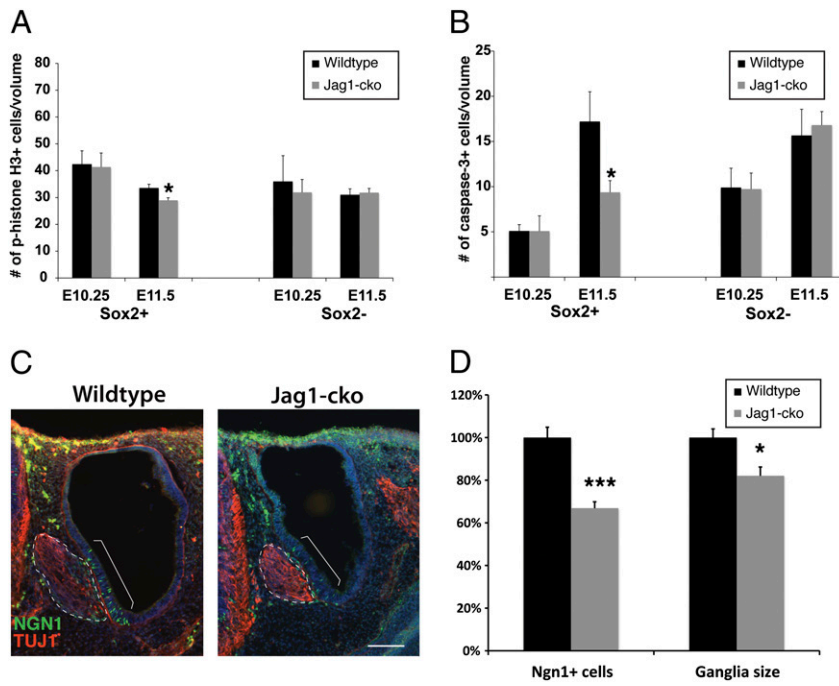 A
# of p-histone H3+ cells/volume
80
70
60
50
40
30
20
10
0
Wildtype
Jag1-cko
*
E10.25
E11.5
E10.25
E11.5
Sox2+
Sox2-
B
# of caspase-3+ cells/volume
25
20
15
10
5
Wildtype
Jag1-cko
*
E10.25
E11.5
E10.25
E11.5
Sox2+
Sox2-
C
Wildtype
Jag1-cko
NGN1
TUJ1
D
120%
100%
80%
60%
40%
20%
0%
Wildtype
Jag1-cko
***
*
Ngn1+ cells
Ganglia size